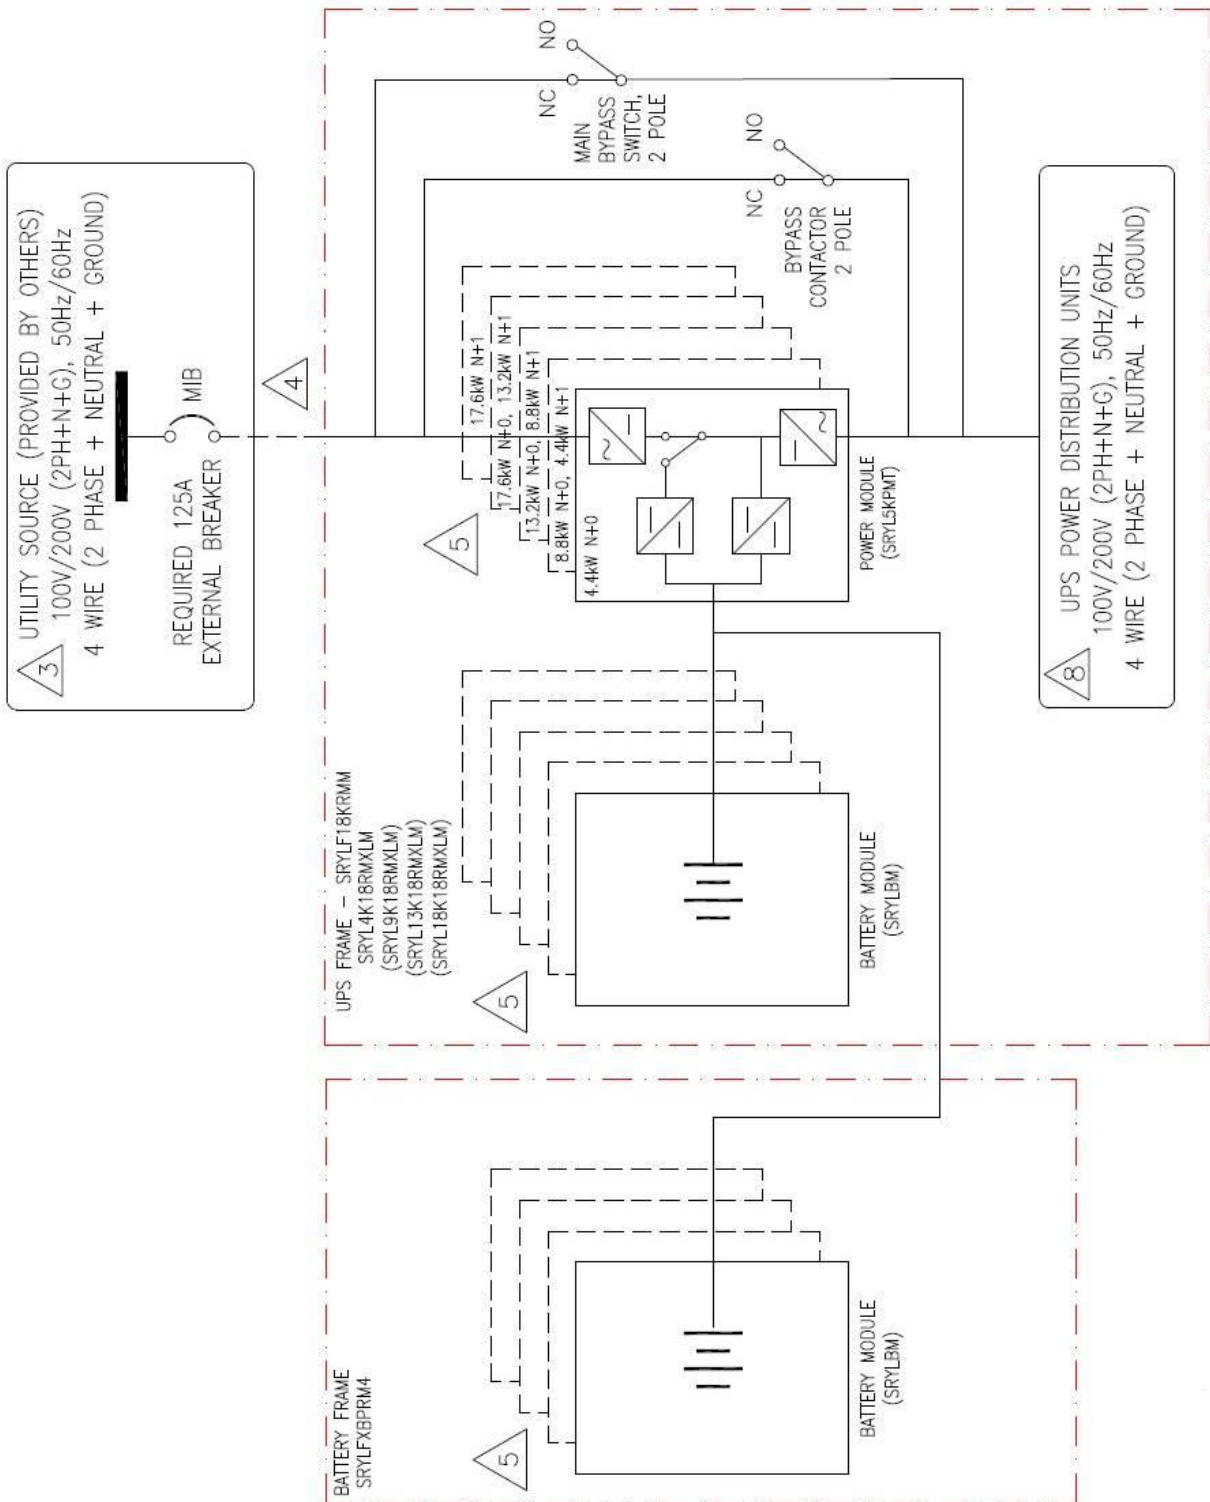 3
UTILITY SOURCE (PROVIDED BY OTHERS)
100V/200V (2PH+N+G), 50Hz/60Hz
4 WIRE (2 PHASE + NEUTRAL + GROUND)
REQUIRED 125A
EXTERNAL BREAKER
MIB
4
UPS FRAME – SRYLF18KRMM
SRYL4K18RMXLM
(SRYL9K18RMXLM)
(SRYL13K18RMXLM)
(SRYL18K18RMXLM)
NC
NO
MAIN
BYPASS
SWITCH,
2 POLE
NC
NO
BYPASS
CONTACTOR
2 POLE
5
17.6kW N+1
17.6kW N+0, 13.2kW N+1
13.2kW N+0, 8.8kW N+1
8.8kW N+0, 4.4kW N+1
4.4kW N+0
POWER MODULE
(SRYL5KPMT)
5
BATTERY MODULE
(SRYLBM)
BATTERY FRAME
SRYLFXBPRM4
5
BATTERY MODULE
(SRYLBM)
8
UPS POWER DISTRIBUTION UNITS
100V/200V (2PH+N+G), 50Hz/60Hz
4 WIRE (2 PHASE + NEUTRAL + GROUND)